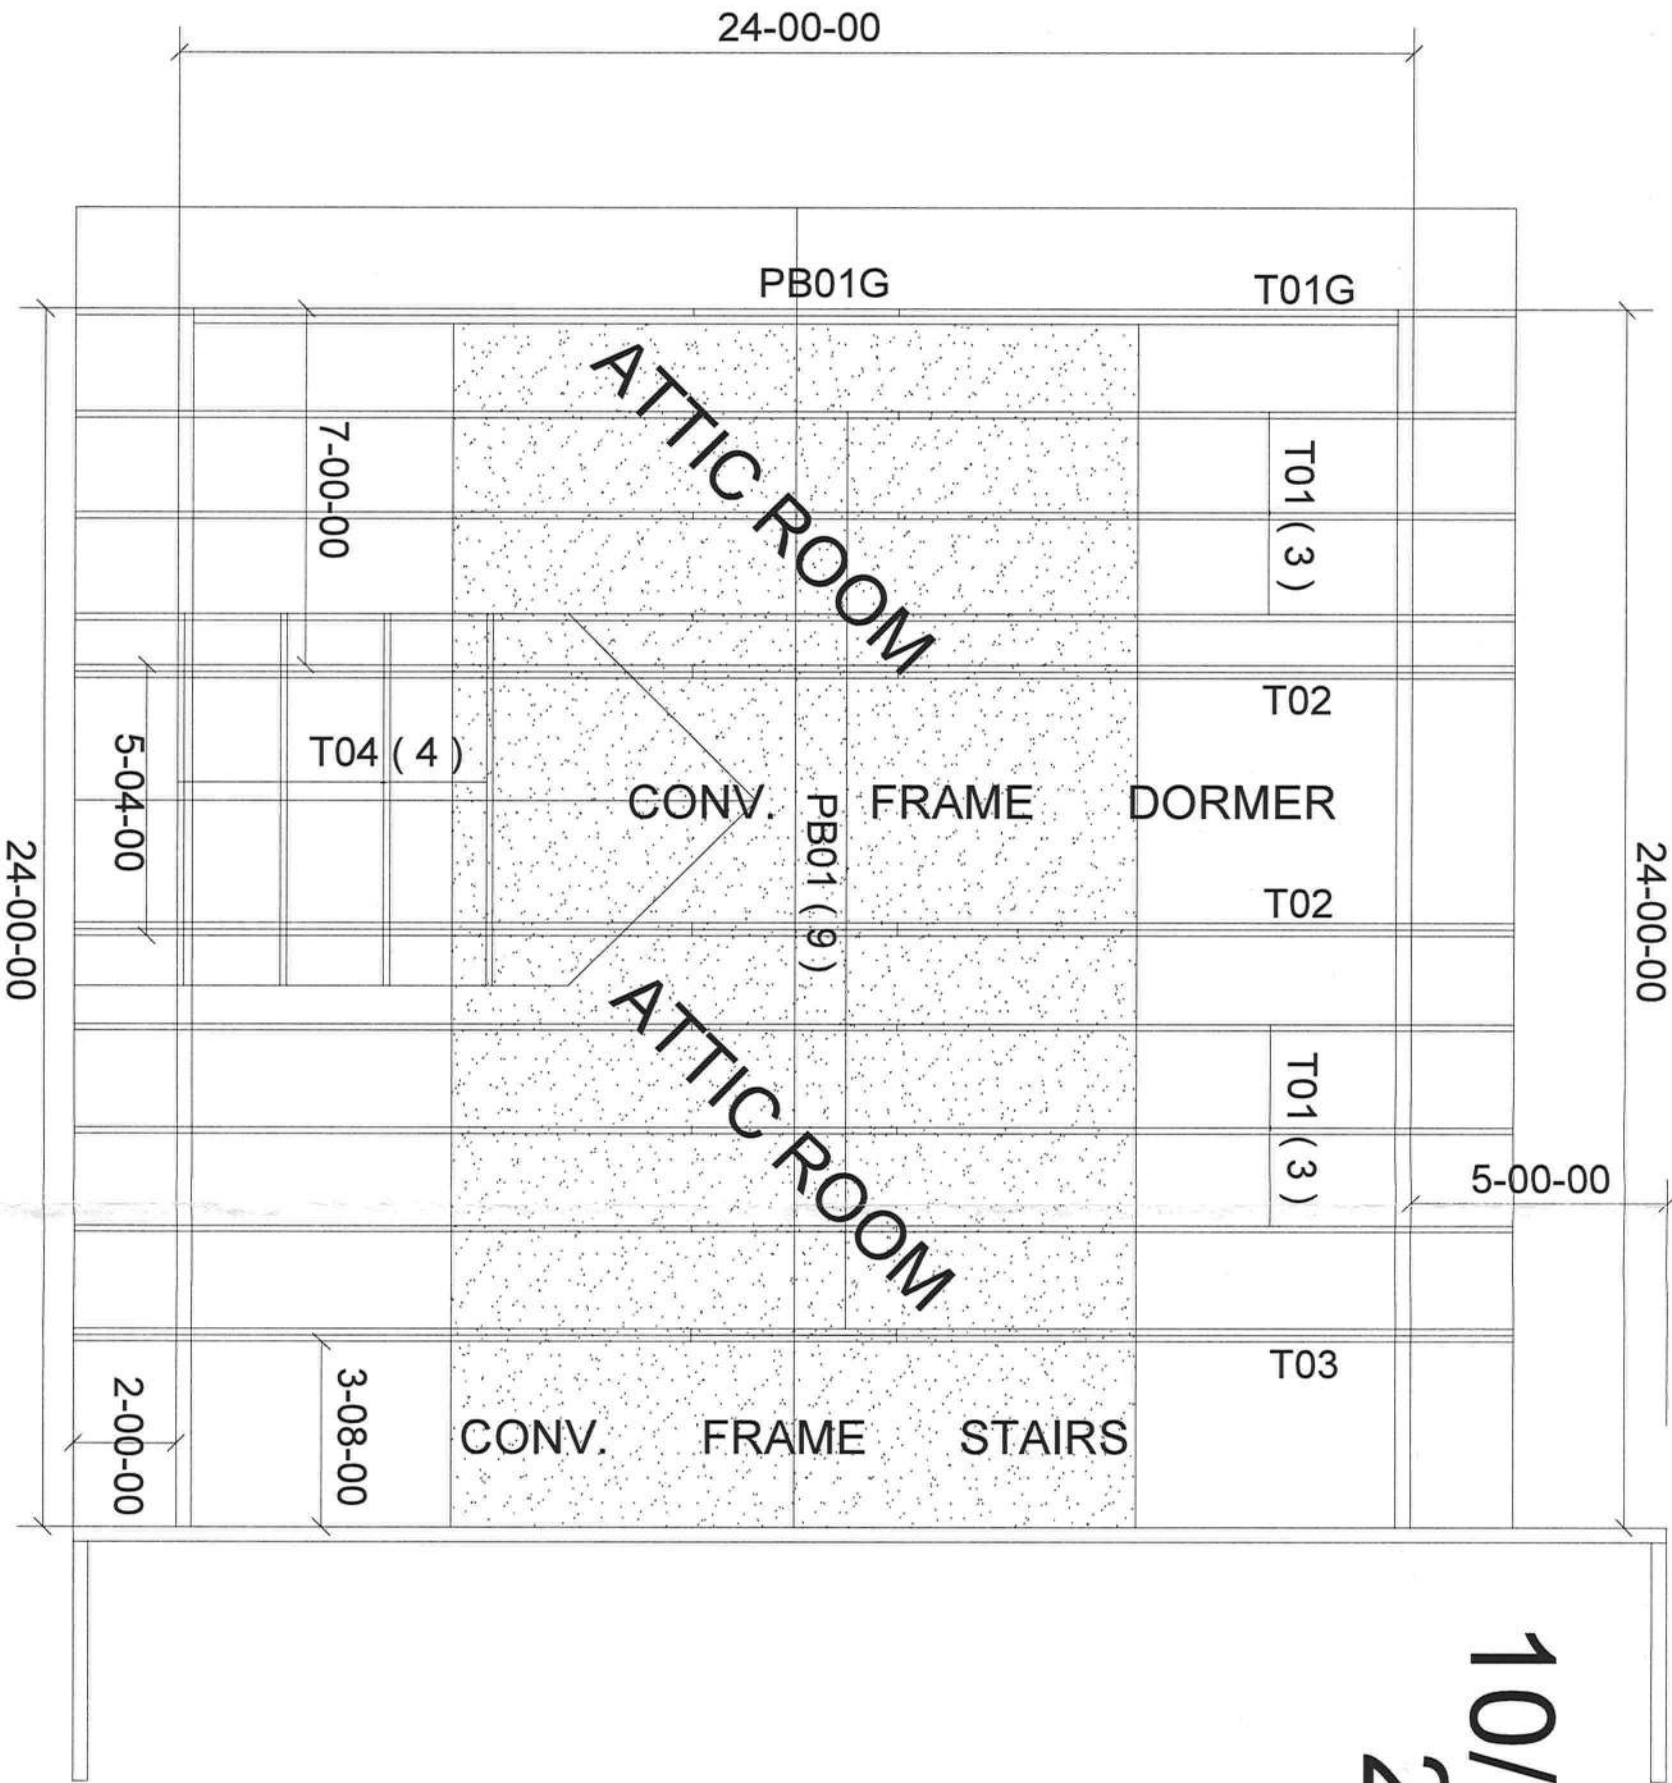 24-00-00
PB01G
T01G
ATTIC ROOM
T01 ( 3 )
7-00-00
T02
T04 ( 4 )
5-04-00
CONV. FRAME DORMER
PB01 ( 9 )
24-00-00
24-00-00
T02
ATTIC ROOM
T01 ( 3 )
5-00-00
T03
2-00-00
3-08-00
CONV. FRAME STAIRS
10/
2